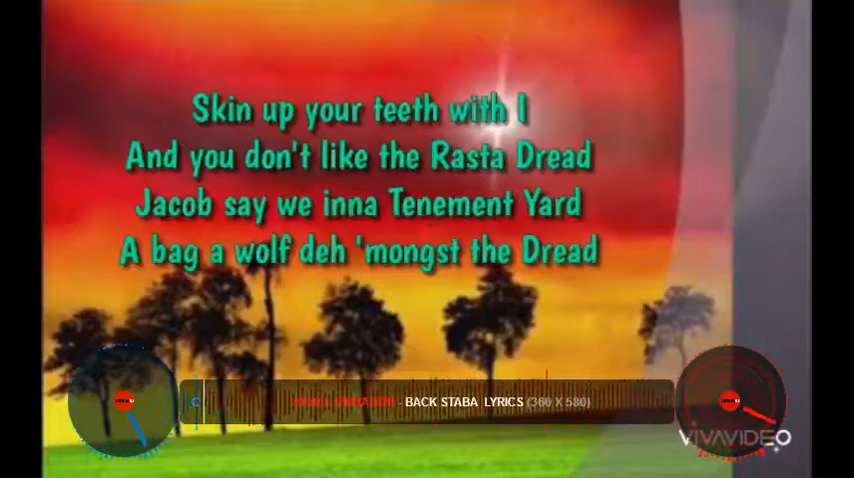 Skin up your teeth with I
And you don't like the Rasta Dread
Jacob say we inna Tenement Yard
A bag a wolf deh 'mongst the Dread
C
- BACK STABA LYRICS (360 X 580)
VIVAVIDEO